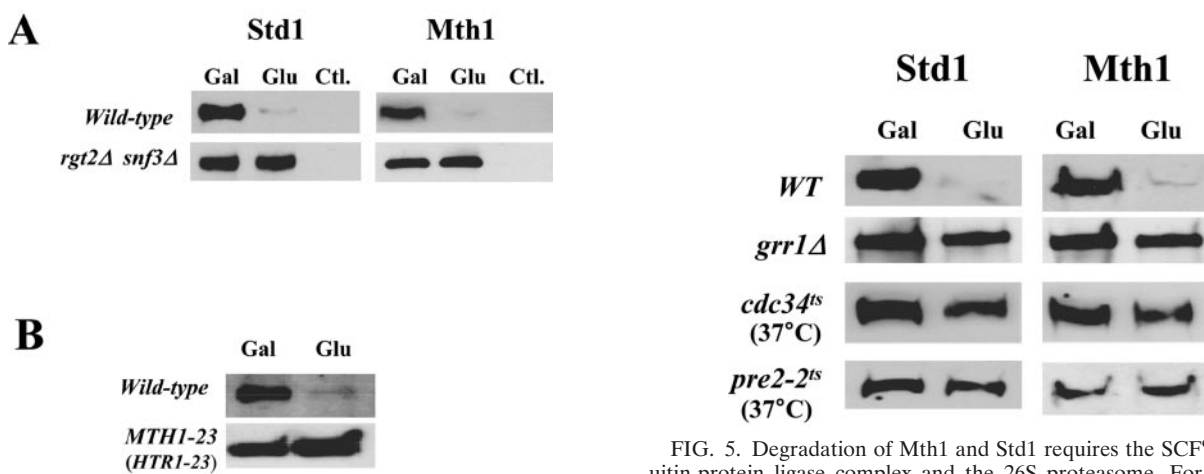 A
Std1 Mth1
Gal Glu Ctl. Gal Glu Ctl.
Wild-type
rgt2Δ snf3Δ
B
Gal Glu
Wild-type
MTH1-23
(HTR1-23)
Std1 Mth1
Gal Glu Gal Glu
WT
grr1Δ
cdc34ts
(37°C)
pre2-2ts
(37°C)
FIG. 5. Degradation of Mth1 and Std1 requires the SCF
uitin-protein ligase complex and the 26S proteasome. For